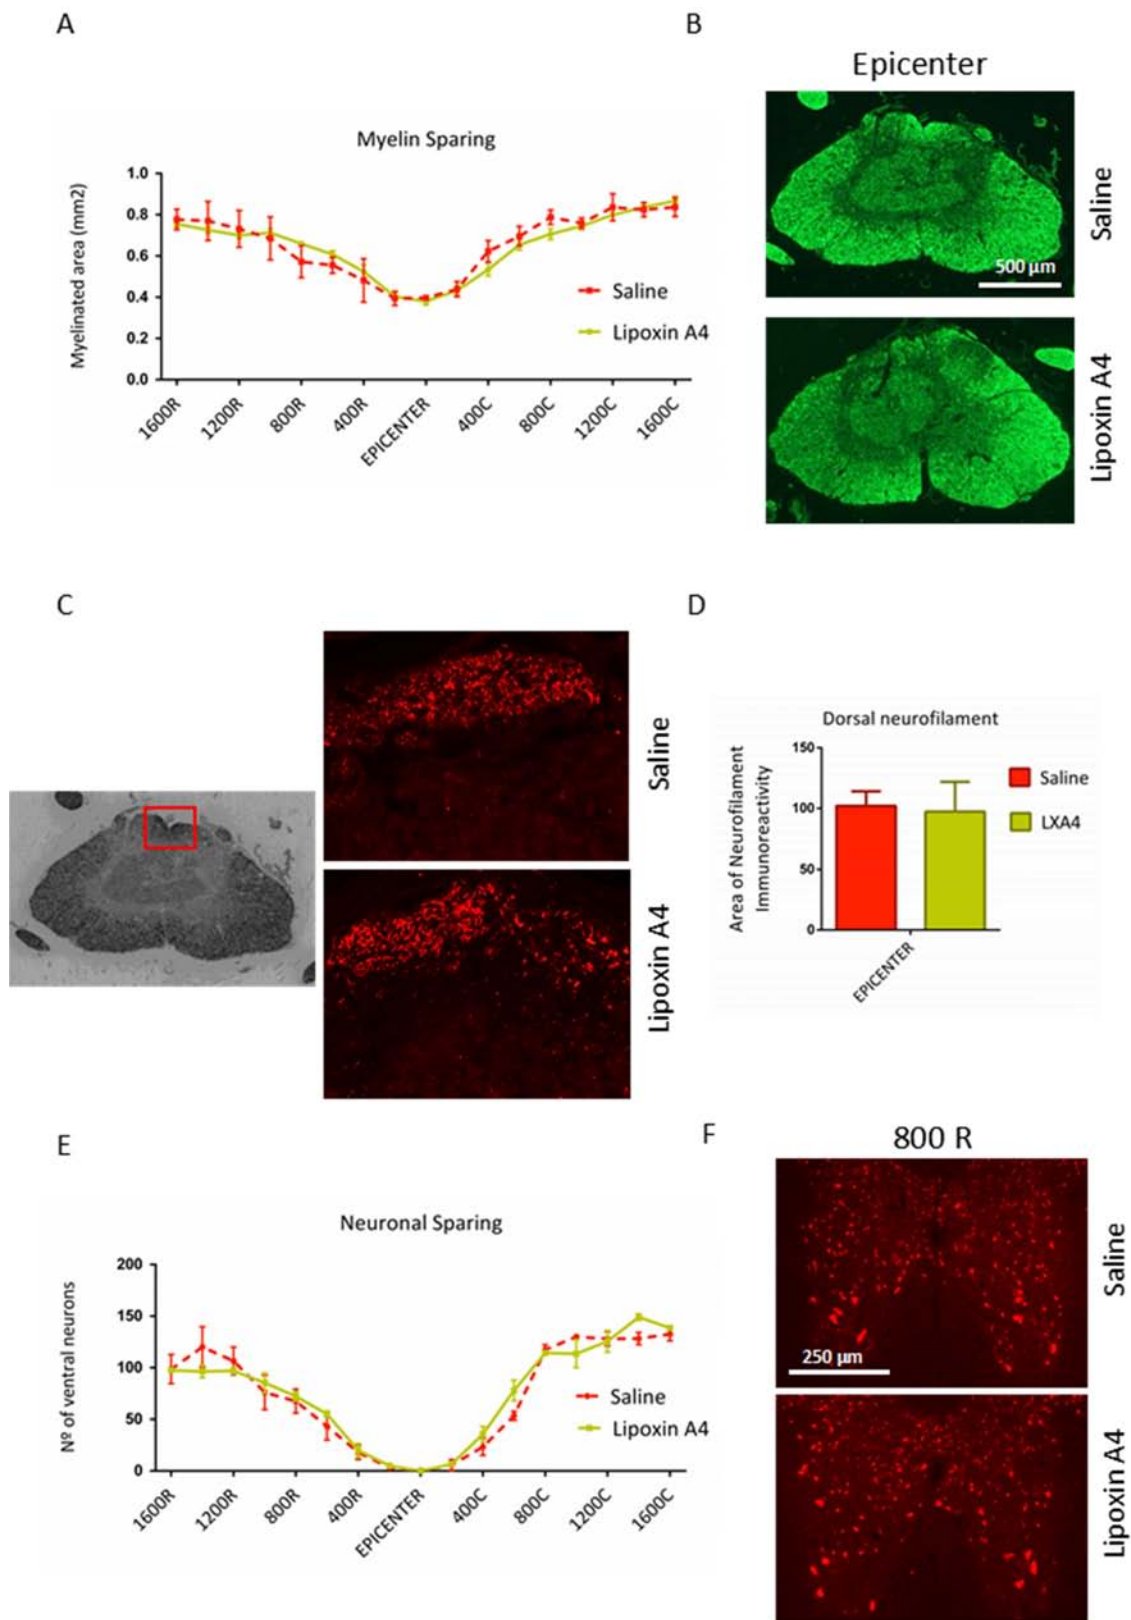 A
B
Epicenter
Myelin Sparing
Myelinated area (mm2)
1.0
0.8
0.6
0.4
0.2
0.0
Saline
Lipoxin A4
1600R
1200R
800R
400R
EPICENTER
400C
800C
1200C
1600C
Saline
500 µm
Lipoxin A4
C
D
Saline
Lipoxin A4
Dorsal neurofilament
Area of Neurofilament
Immunoreactivity
150
100
50
0
Saline
LXA4
EPICENTER
E
F
800 R
Neuronal Sparing
Nº of ventral neurons
200
150
100
50
0
Saline
Lipoxin A4
1600R
1200R
800R
400R
EPICENTER
400C
800C
1200C
1600C
Saline
250 µm
Lipoxin A4